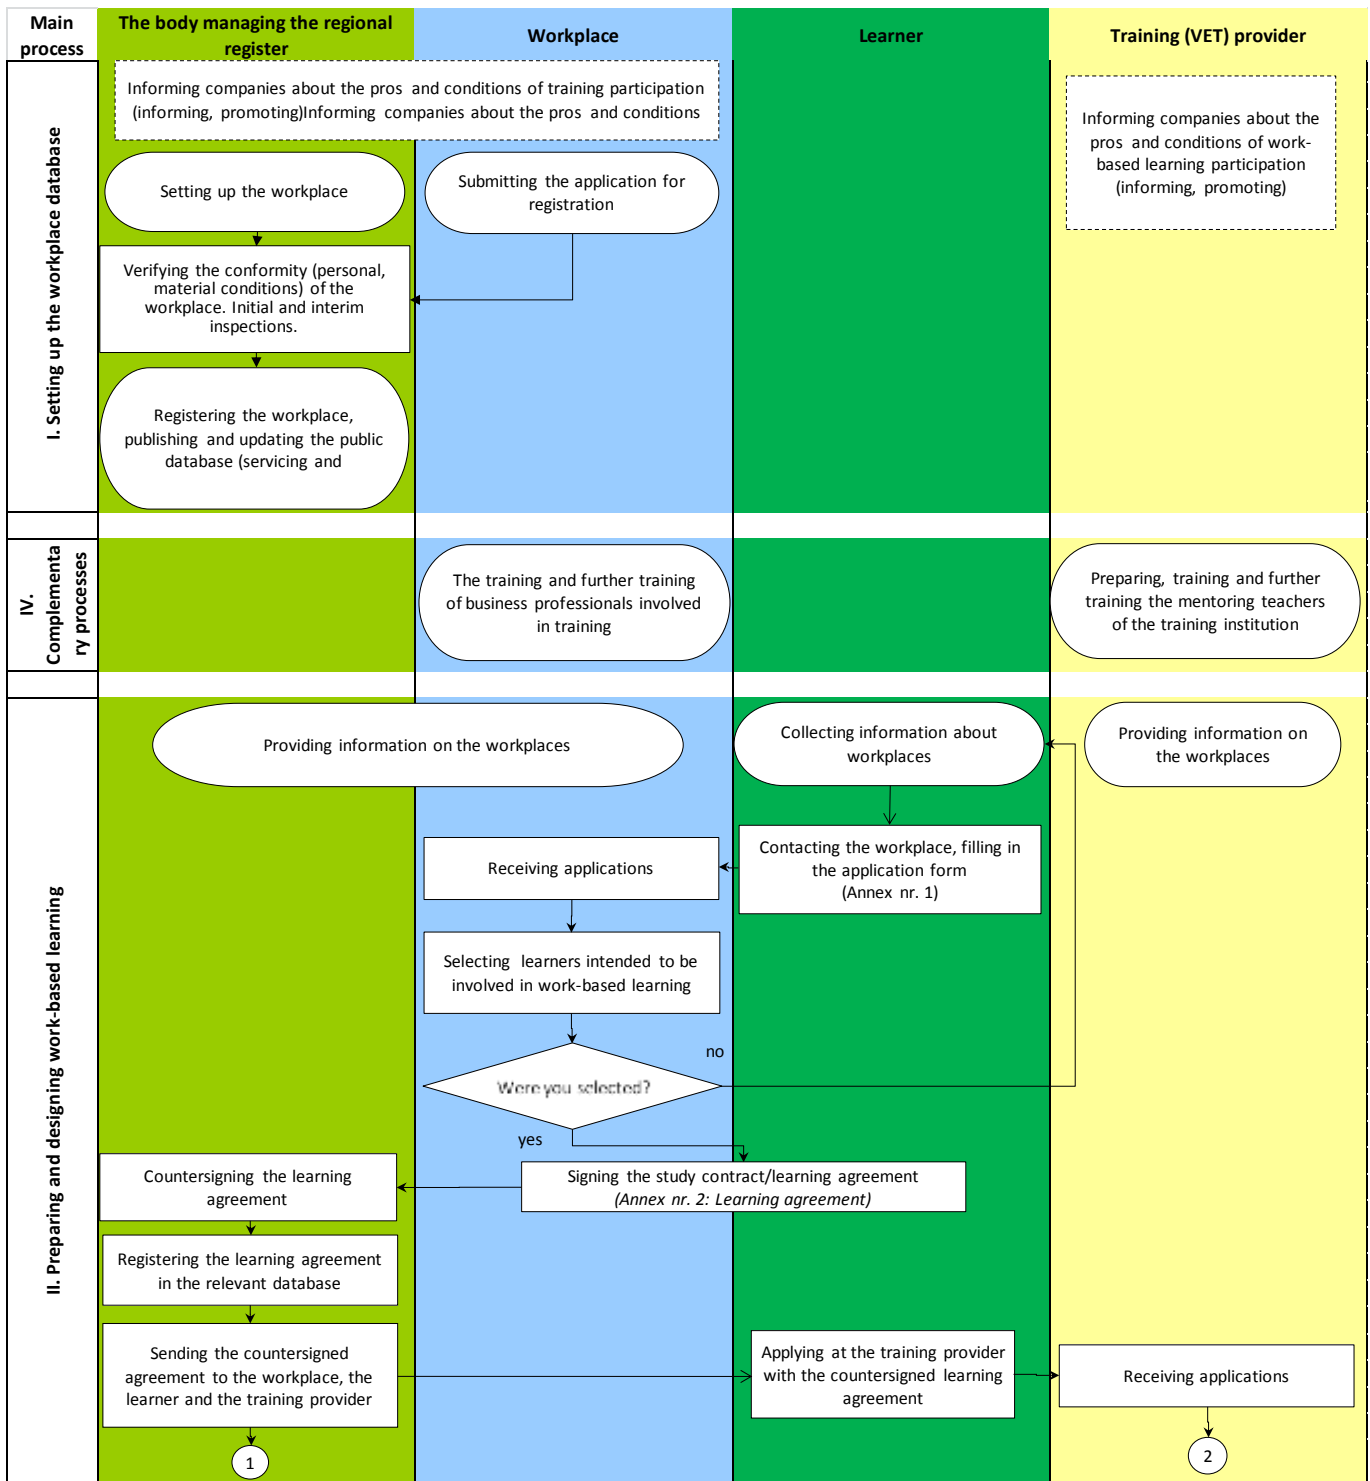 Main
process
The body managing the regional
register
Workplace
Learner
Training (VET) provider
I. Setting up the workplace database
Informing companies about the pros and conditions of training participation
(informing, promoting)Informing companies about the pros and conditions
Informing companies about the
pros and conditions of work-
based learning participation
(informing, promoting)
Setting up the workplace
Submitting the application for
registration
Verifying the conformity (personal,
material conditions) of the
workplace. Initial and interim
inspections.
Registering the workplace,
publishing and updating the public
database (servicing and
IV.
Complementa
ry processes
The training and further training
of business professionals involved
in training
Preparing, training and further
training the mentoring teachers
of the training institution
II. Preparing and designing work-based learning
Providing information on the workplaces
Collecting information about
workplaces
Providing information on
the workplaces
Receiving applications
Contacting the workplace, filling in
the application form
(Annex nr. 1)
Selecting learners intended to be
involved in work-based learning
no
Were you selected?
yes
Countersigning the learning
agreement
Signing the study contract/learning agreement
(Annex nr. 2: Learning agreement)
Registering the learning agreement
in the relevant database
Sending the countersigned
agreement to the workplace, the
learner and the training provider
Applying at the training provider
with the countersigned learning
agreement
Receiving applications
1
2